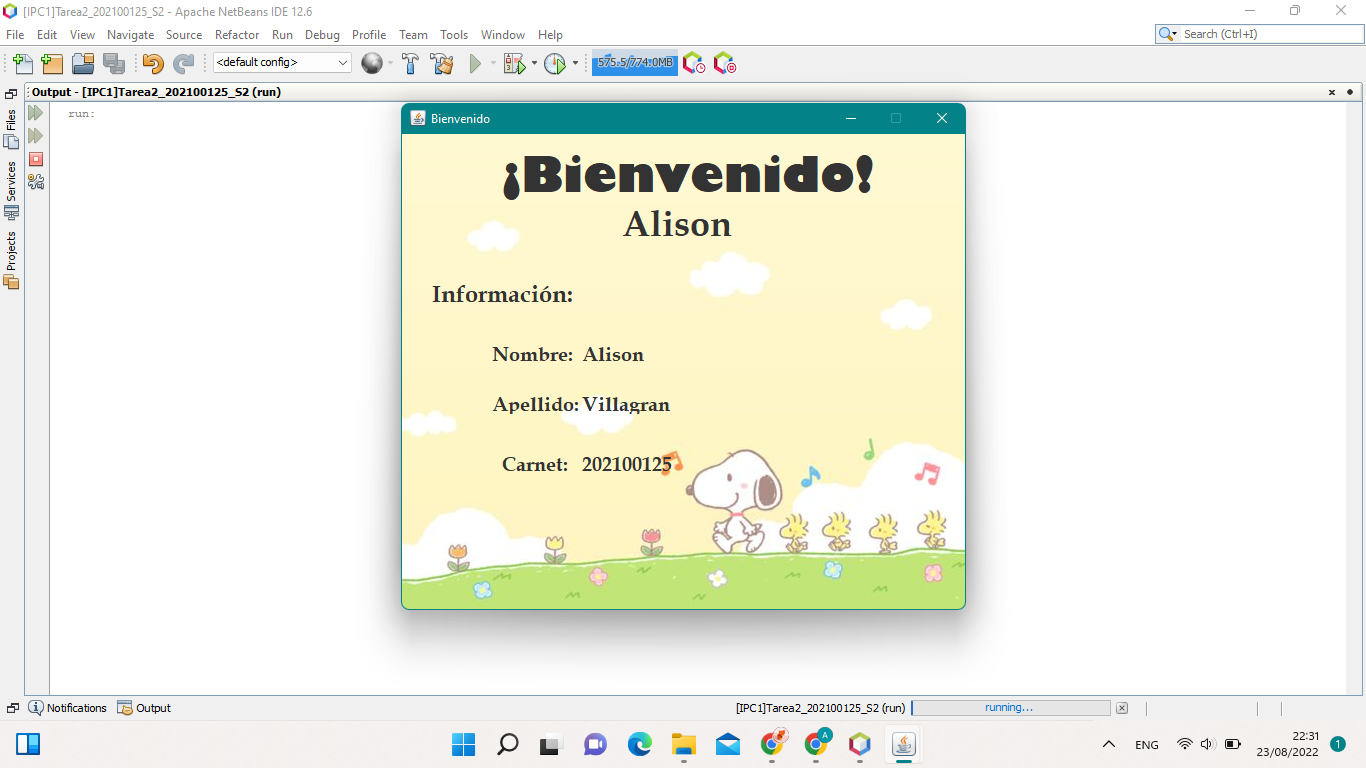 [IPC1]Tarea2_202100125_S2 - Apache NetBeans IDE 12.6
File Edit View Navigate Source Refactor Run Debug Profile Team Tools Window Help
Search (Ctrl+I)
<default config>
575.5/774.0MB
Output - [IPC1]Tarea2_202100125_S2 (run)
Files
Services
Projects
run:
Bienvenido
¡Bienvenido!
Alison
Información:
Nombre: Alison
Apellido: Villagran
Carnet: 202100125
Notifications Output
[IPC1]Tarea2_202100125_S2 (run) running...
A
ENG
22:31
23/08/2022
1